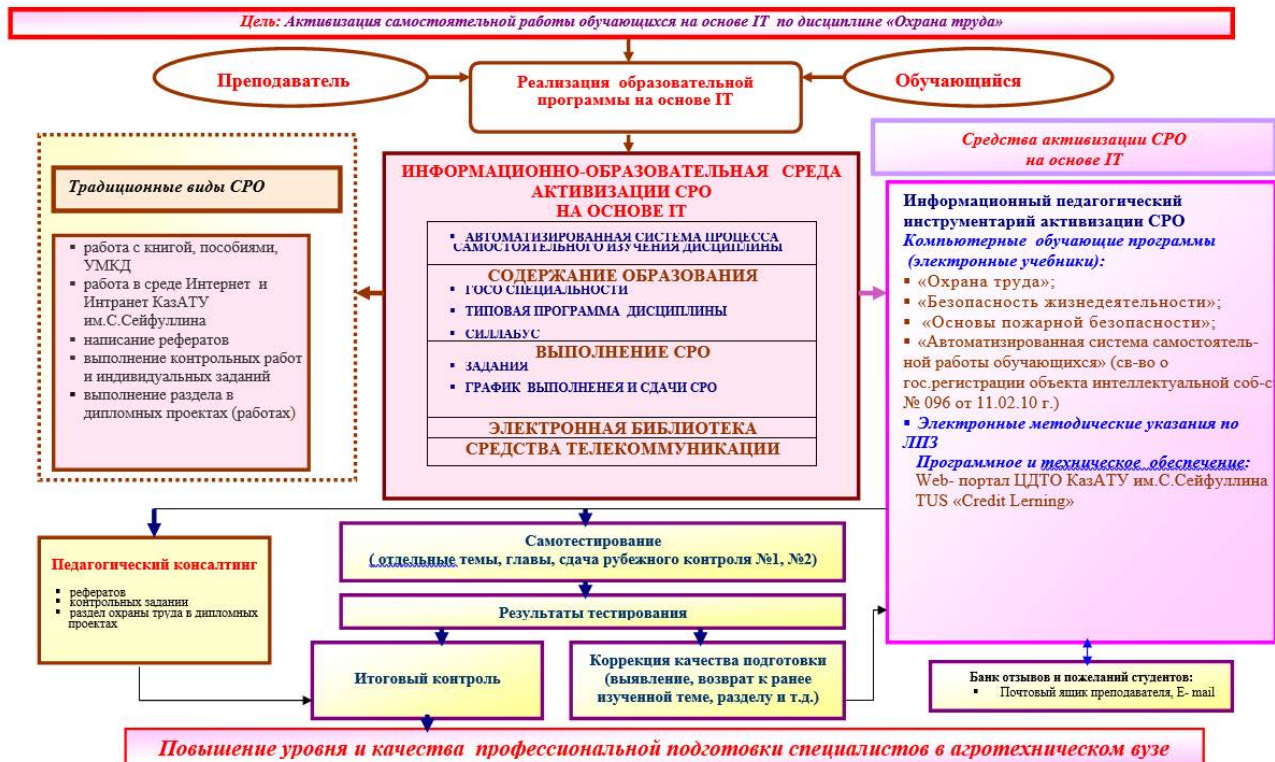 Цель: Активизация самостоятельной работы обучающихся на основе IT по дисциплине «Охрана труда»
Преподаватель
Реализация образовательной
программы на основе IT
Обучающийся
Традиционные виды СРО
▪ работа с книгой, пособиями,
УМКД
▪ работа в среде Интернет и
Интранет КазАТУ
им.С.Сейфуллина
▪ написание рефератов
▪ выполнение контрольных работ
и индивидуальных заданий
▪ выполнение раздела в
дипломных проектах (работах)
ИНФОРМАЦИОННО-ОБРАЗОВАТЕЛЬНАЯ СРЕДА
АКТИВИЗАЦИИ СРО
НА ОСНОВЕ IT
▪ АВТОМАТИЗИРОВАННАЯ СИСТЕМА ПРОЦЕССА
САМОСТОЯТЕЛЬНОГО ИЗУЧЕНИЯ ДИСЦИПЛИНЫ
СОДЕРЖАНИЕ ОБРАЗОВАНИЯ
▪ ГОСО СПЕЦИАЛЬНОСТИ
▪ ТИПОВАЯ ПРОГРАММА ДИСЦИПЛИНЫ
▪ СИЛЛАБУС
ВЫПОЛНЕНИЕ СРО
▪ ЗАДАНИЯ
▪ ГРАФИК ВЫПОЛНЕНЕЯ И СДАЧИ СРО
ЭЛЕКТРОННАЯ БИБЛИОТЕКА
СРЕДСТВА ТЕЛЕКОММУНИКАЦИИ
Средства активизации СРО
на основе IT
Информационный педагогический
инструментарий активизации СРО
Компьютерные обучающие программы
(электронные учебники):
▪ «Охрана труда»;
▪ «Безопасность жизнедеятельности»;
▪ «Основы пожарной безопасности»;
▪ «Автоматизированная система самостоятель-
ной работы обучающихся» (св-во о
гос.регистрации объекта интеллектуальной соб-с
№ 096 от 11.02.10 г.)
▪ Электронные методические указания по
ЛПЗ
Программное и техническое обеспечение:
Web- портал ЦДТО КазАТУ им.С.Сейфуллина
TUS «Credit Lerning»
Педагогический консалтинг
▪ рефератов
▪ контрольных задании
▪ раздел охраны труда в дипломных
проектах
Самотестирование
( отдельные темы, главы, сдача рубежного контроля №1, №2)
Результаты тестирования
Итоговый контроль
Коррекция качества подготовки
(выявление, возврат к ранее
изученной теме, разделу и т.д.)
Банк отзывов и пожеланий студентов:
▪ Почтовый ящик преподавателя, E- mail
Повышение уровня и качества профессиональной подготовки специалистов в агротехническом вузе